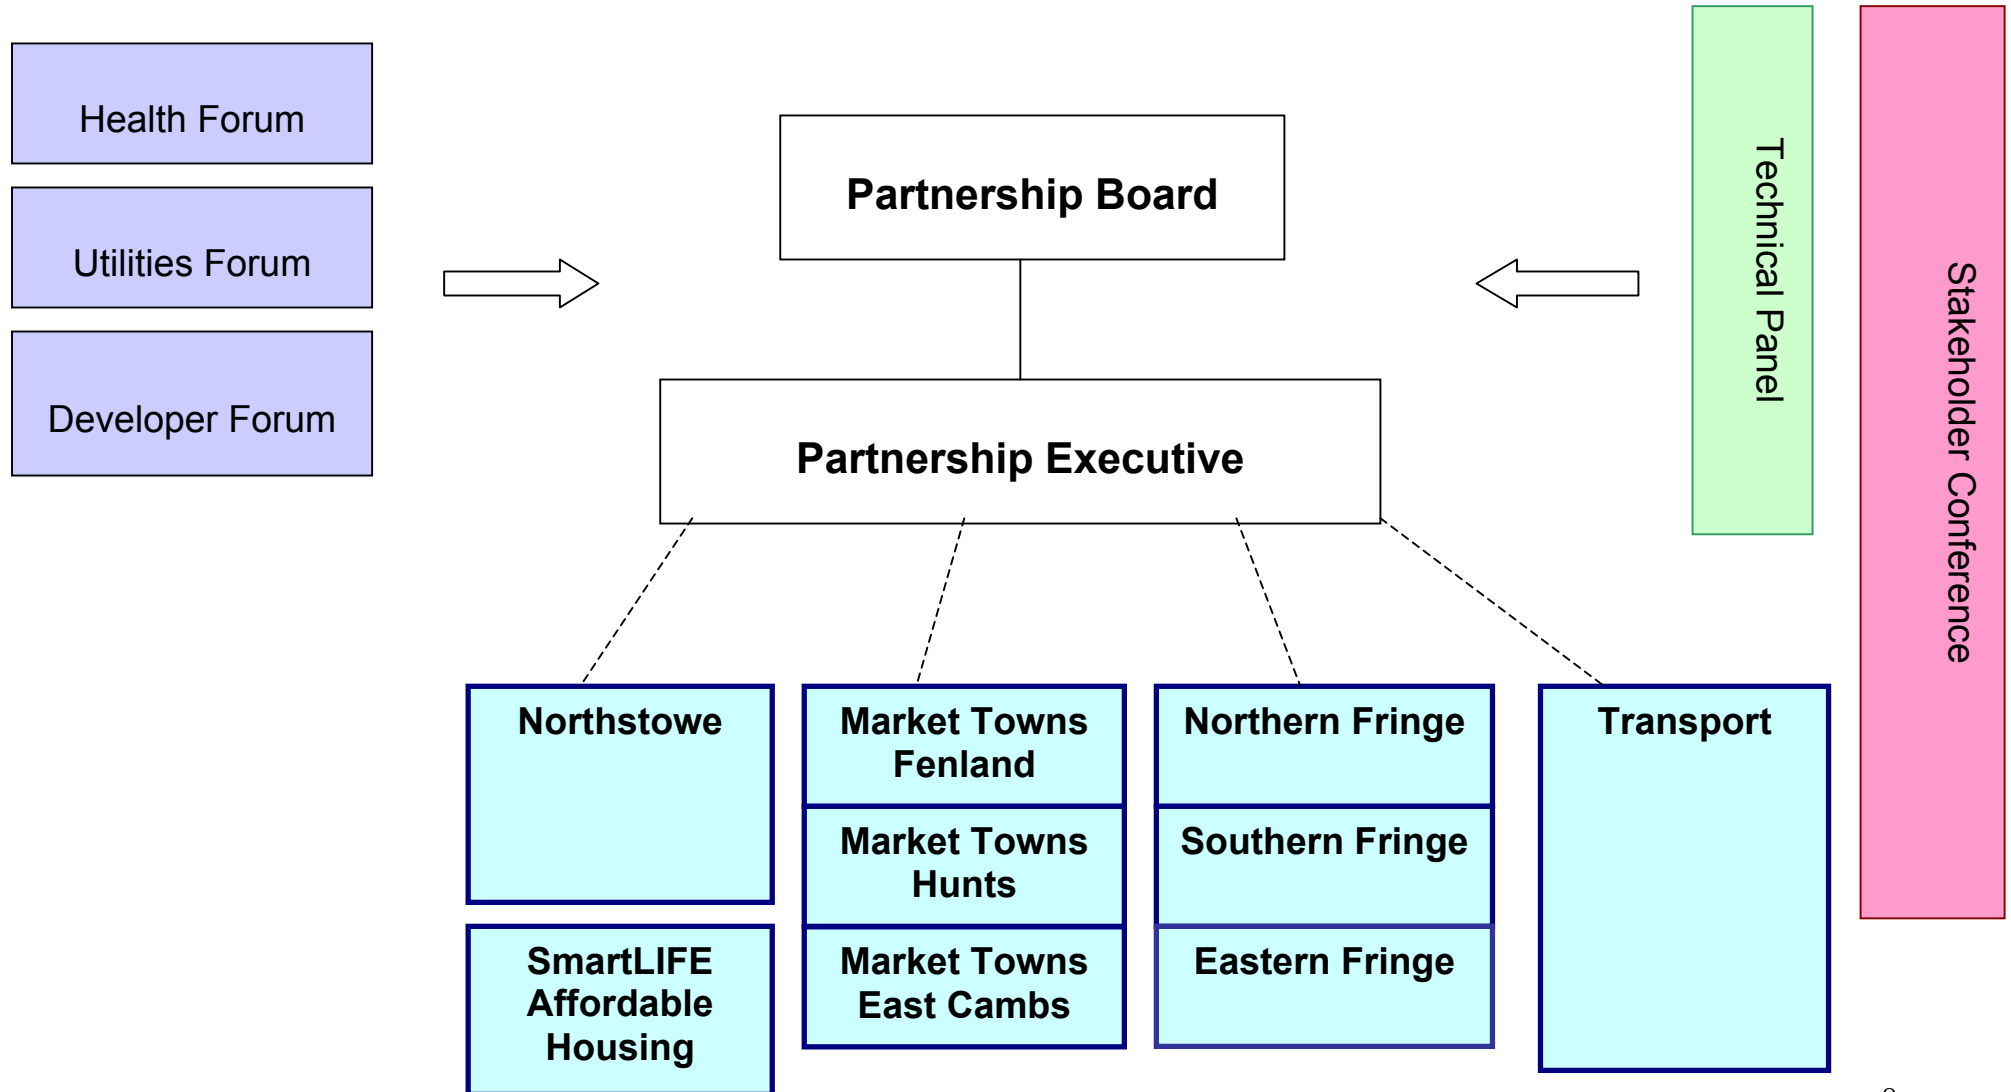 Health Forum
Utilities Forum
Developer Forum
Partnership Board
Partnership Executive
Technical Panel
Stakeholder Conference
Northstowe
SmartLIFE
Affordable
Housing
Market Towns
Fenland
Market Towns
Hunts
Market Towns
East Cambs
Northern Fringe
Southern Fringe
Eastern Fringe
Transport